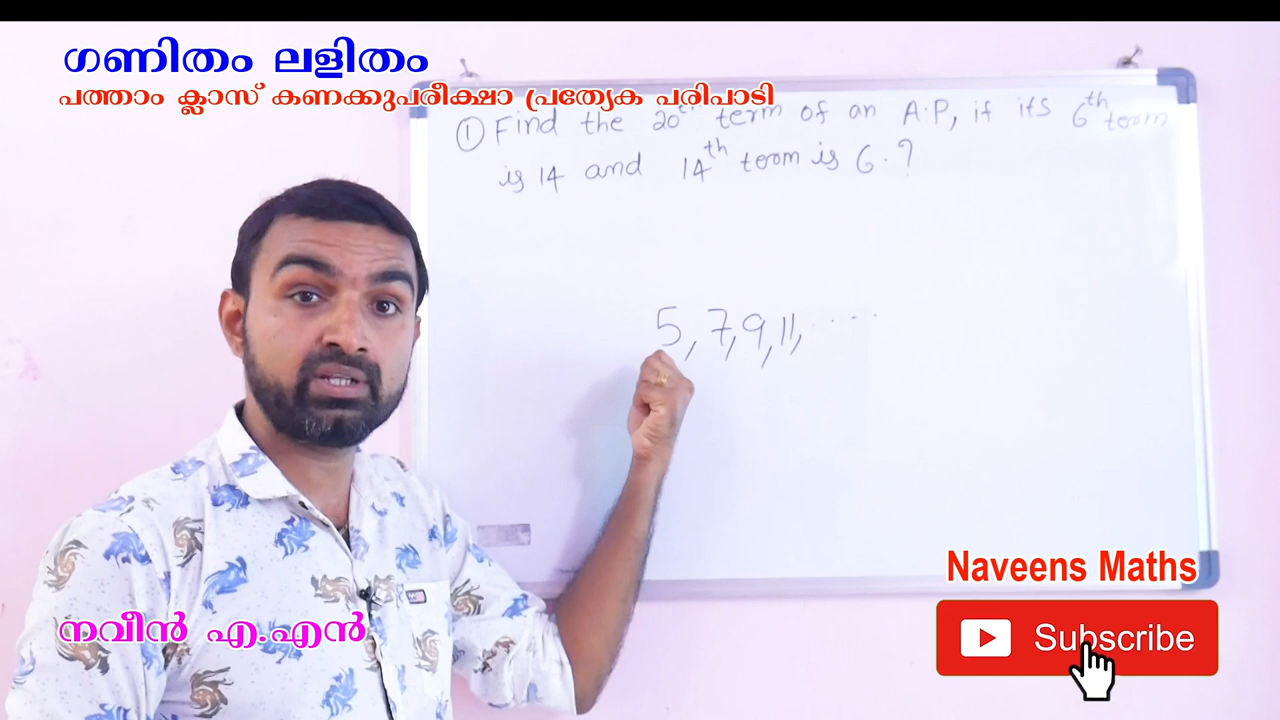 ഗണിതം ലളിതം
പത്താം ക്ലാസ് കണക്കുപരീക്ഷാ പ്രത്യേക പരിപാടി
① Find the 20th term of an A.P, if its 6th term
is 14 and 14th term is 6.?
5, 7, 9, 11, .....
Naveens Maths
നവീൻ എ.എൻ
Subscribe